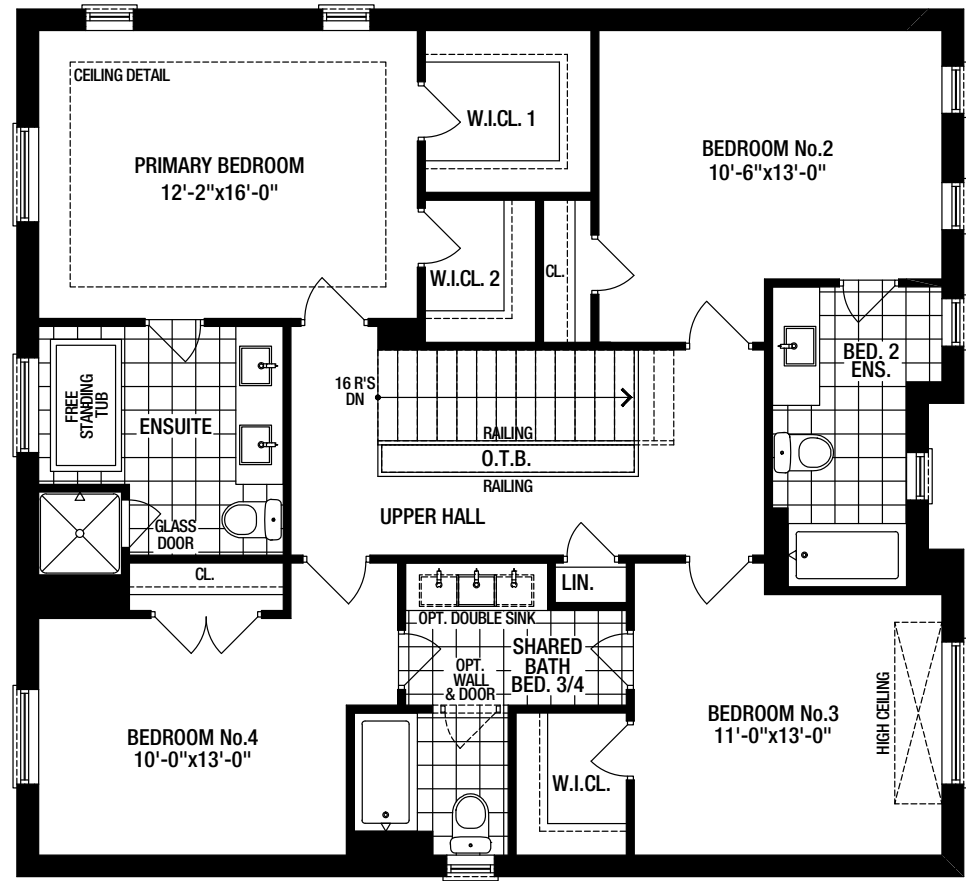 CEILING DETAIL
PRIMARY BEDROOM
12'-2"x16'-0"
W.I.CL. 1
BEDROOM No.2
10'-6"x13'-0"
W.I.CL. 2
CL.
BED. 2
ENS.
16 R'S
DN
FREE
STANDING
TUB
ENSUITE
RAILING
O.T.B.
RAILING
UPPER HALL
GLASS
DOOR
CL.
LIN.
OPT. DOUBLE SINK
SHARED
BATH
BED. 3/4
OPT.
WALL
& DOOR
BEDROOM No.4
10'-0"x13'-0"
W.I.CL.
BEDROOM No.3
11'-0"x13'-0"
HIGH CEILING